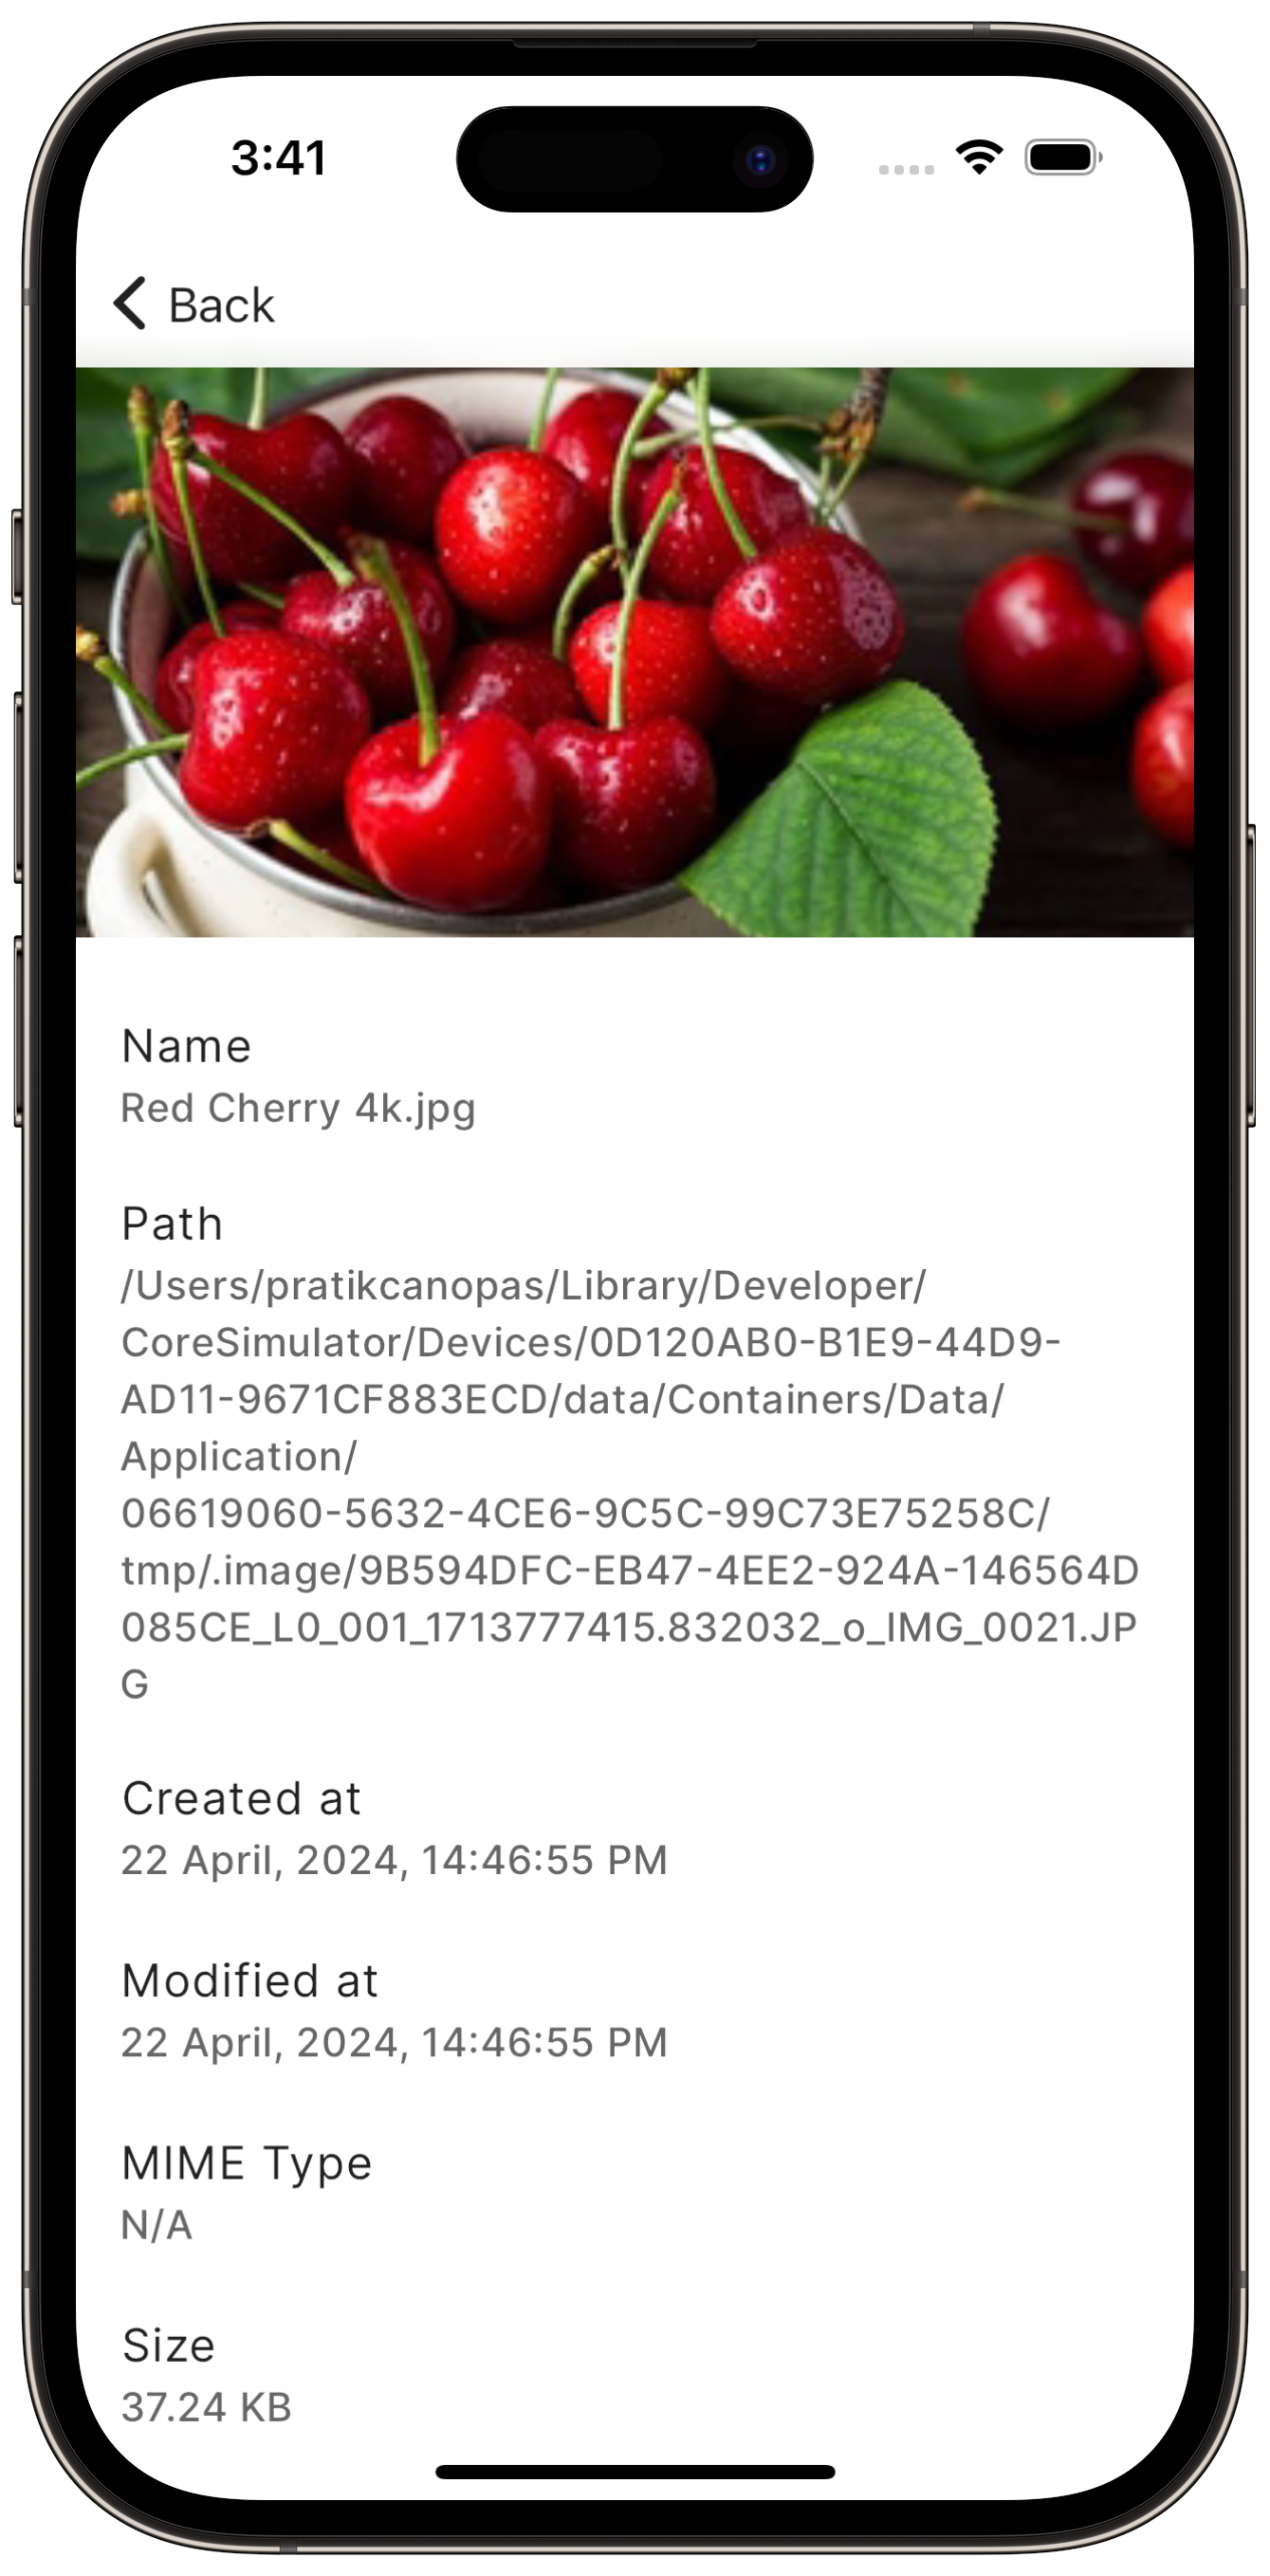 3:41
Back
Name
Red Cherry 4k.jpg
Path
/Users/pratikcanopas/Library/Developer/
CoreSimulator/Devices/0D120AB0-B1E9-44D9-
AD11-9671CF883ECD/data/Containers/Data/
Application/
06619060-5632-4CE6-9C5C-99C73E75258C/
tmp/.image/9B594DFC-EB47-4EE2-924A-146564D
085CE_L0_001_1713777415.832032_o_IMG_0021.JP
G
Created at
22 April, 2024, 14:46:55 PM
Modified at
22 April, 2024, 14:46:55 PM
MIME Type
N/A
Size
37.24 KB